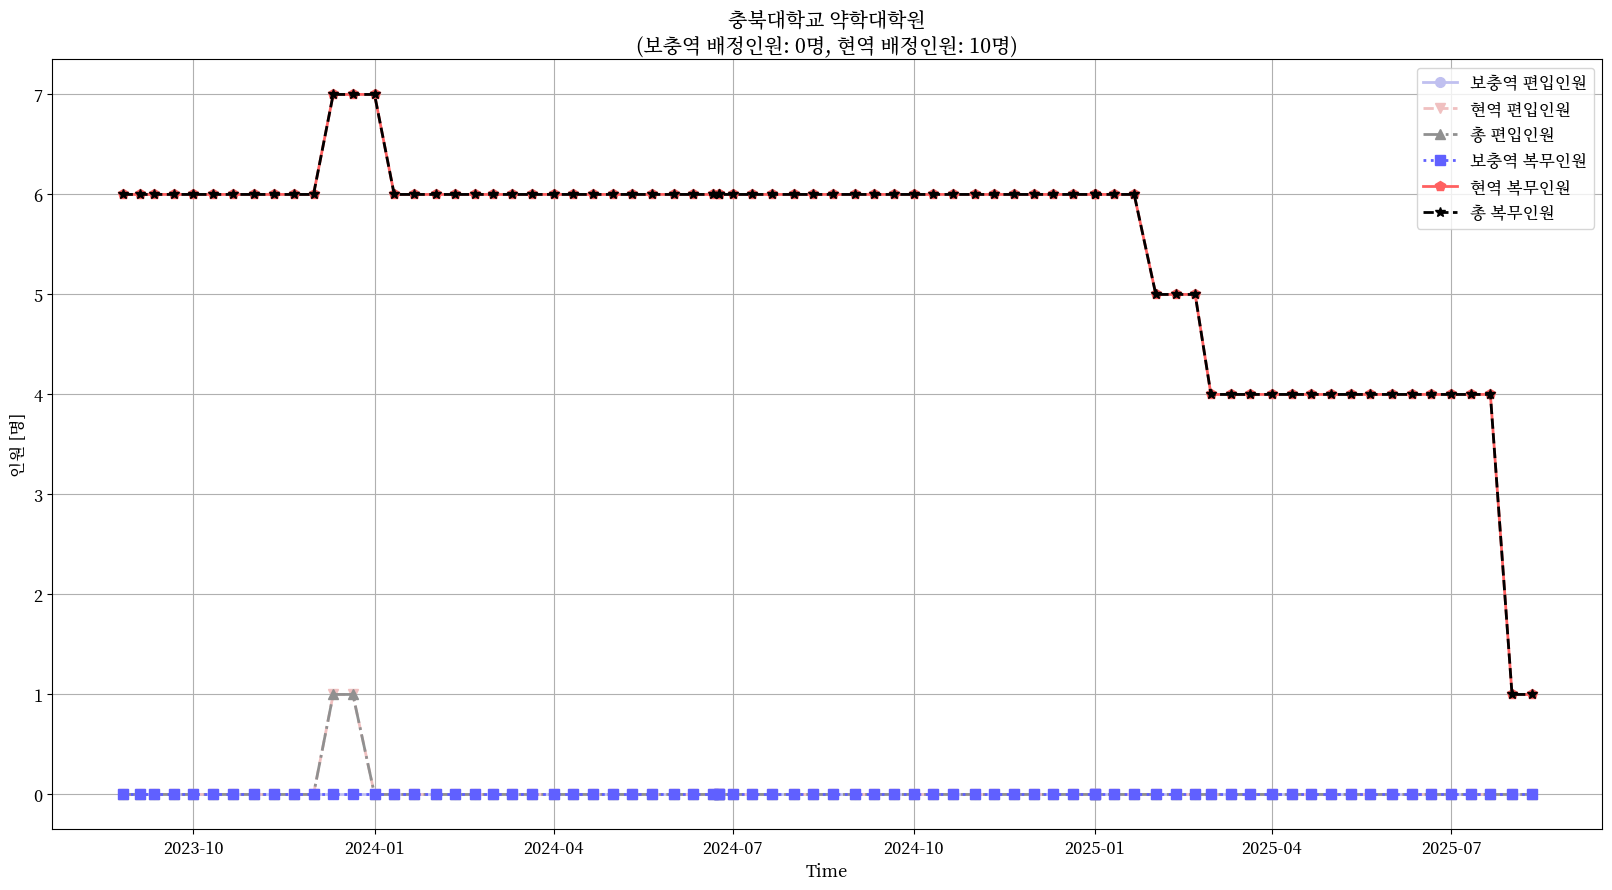 충북대학교 약학대학원
(보충역 배정인원: 0명, 현역 배정인원: 10명)
보충역 편입인원
현역 편입인원
총 편입인원
보충역 복무인원
현역 복무인원
총 복무인원
인원 [명]
7
6
5
4
3
2
1
0
2023-10
2024-01
2024-04
2024-07
2024-10
2025-01
2025-04
2025-07
Time